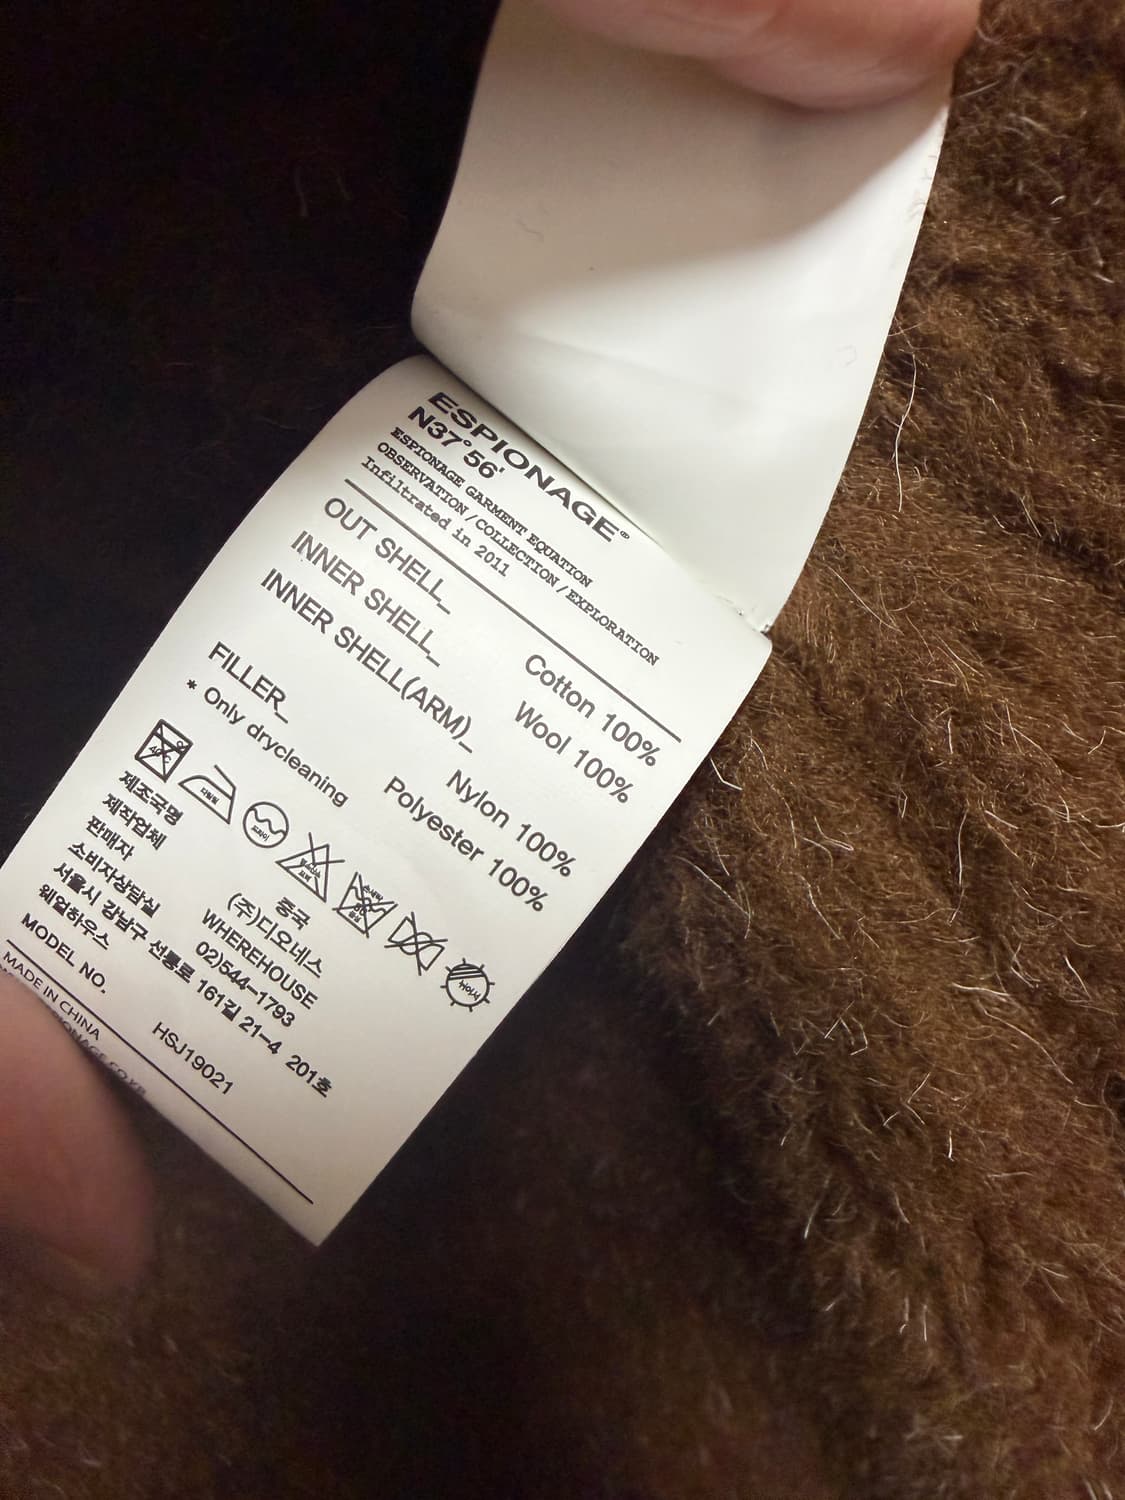 ESPIONAGE®
N37°56'
ESPIONAGE GARMENT EQUATION
OBSERVATION / COLLECTION / EXPLORATION
Infiltrated in 2011
OUT SHELL_ Cotton 100%
INNER SHELL_ Wool 100%
INNER SHELL(ARM)_ Nylon 100%
FILLER_ Polyester 100%
* Only drycleaning
40°C
드라이
제조국명 중국
제작업체 (주)디오네스
판매자 WHEREHOUSE
소비자상담실 02)544-1793
서울시 강남구 선릉로 161길 21-4 201호
웨얼하우스
MODEL NO. HSJ19021
MADE IN CHINA